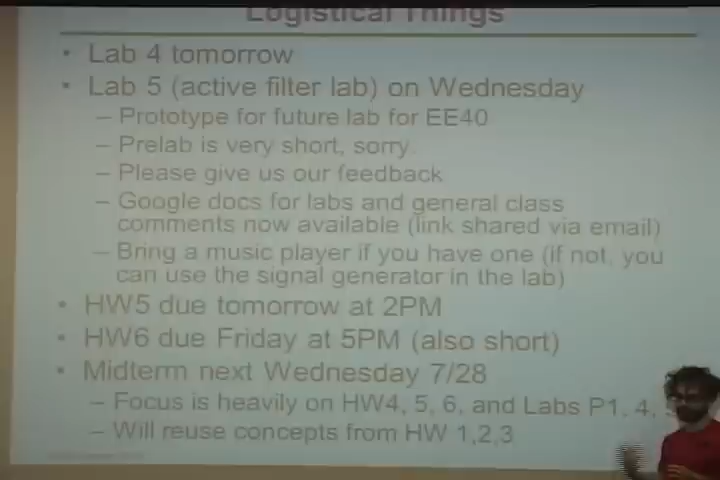 Logistical Things
• Lab 4 tomorrow
• Lab 5 (active filter lab) on Wednesday
– Prototype for future lab for EE40
– Prelab is very short, sorry.
– Please give us our feedback
– Google docs for labs and general class
comments now available (link shared via email)
– Bring a music player if you have one (if not, you
can use the signal generator in the lab)
• HW5 due tomorrow at 2PM
• HW6 due Friday at 5PM (also short)
• Midterm next Wednesday 7/28
– Focus is heavily on HW4, 5, 6, and Labs P1, 4,
– Will reuse concepts from HW 1,2,3